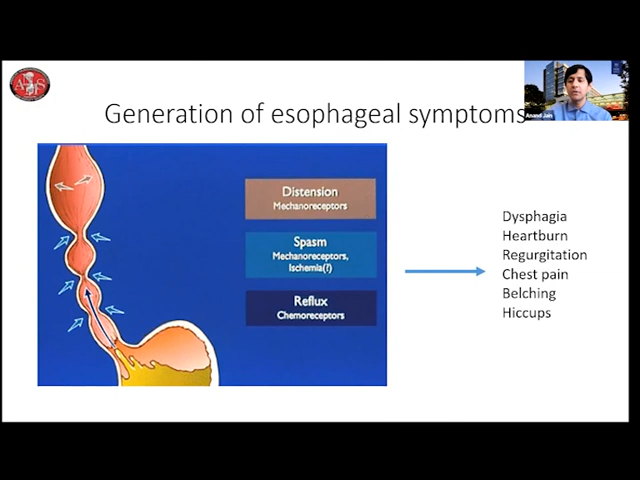 Generation of esophageal symptoms
Anand Jain
Distension
Mechanoreceptors
Spasm
Mechanoreceptors,
Ischemia(?)
Reflux
Chemoreceptors
Dysphagia
Heartburn
Regurgitation
Chest pain
Belching
Hiccups